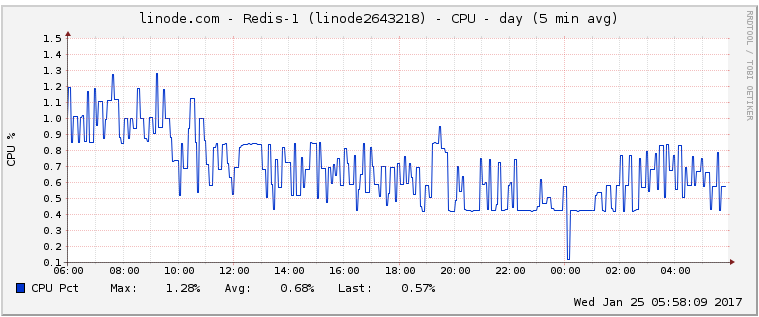 linode.com - Redis-1 (linode2643218) - CPU - day (5 min avg)
RRDTOOL / TOBI OETIKER
CPU %
1.5
1.4
1.3
1.2
1.1
1.0
0.9
0.8
0.7
0.6
0.5
0.4
0.3
0.2
0.1
06:00 08:00 10:00 12:00 14:00 16:00 18:00 20:00 22:00 00:00 02:00 04:00
CPU Pct Max: 1.28% Avg: 0.68% Last: 0.57%
Wed Jan 25 05:58:09 2017